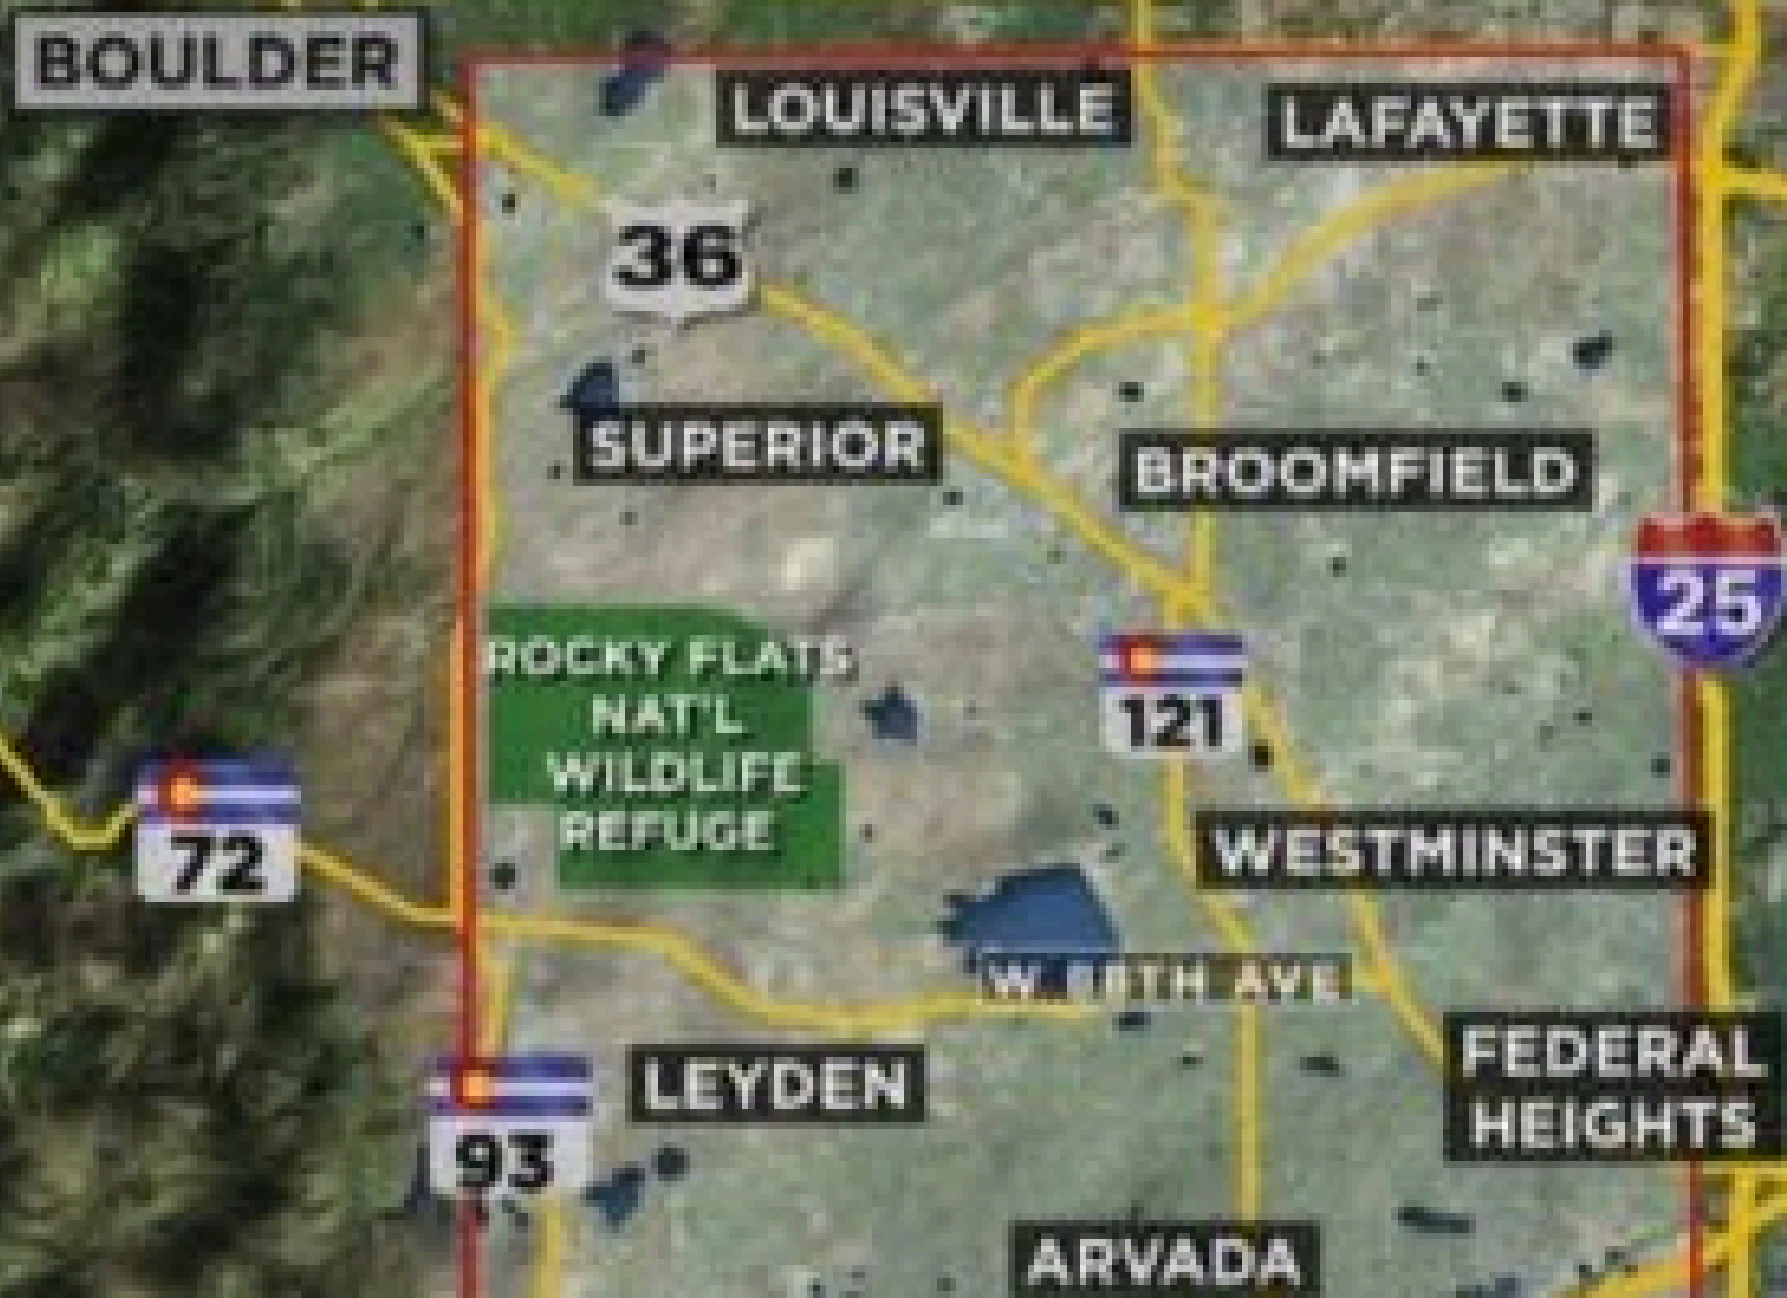 BOULDER
LOUISVILLE
LAFAYETTE
36
SUPERIOR
BROOMFIELD
25
ROCKY FLATS
NAT'L
WILDLIFE
REFUGE
121
72
WESTMINSTER
W. 88TH AVE
LEYDEN
FEDERAL
HEIGHTS
93
ARVADA